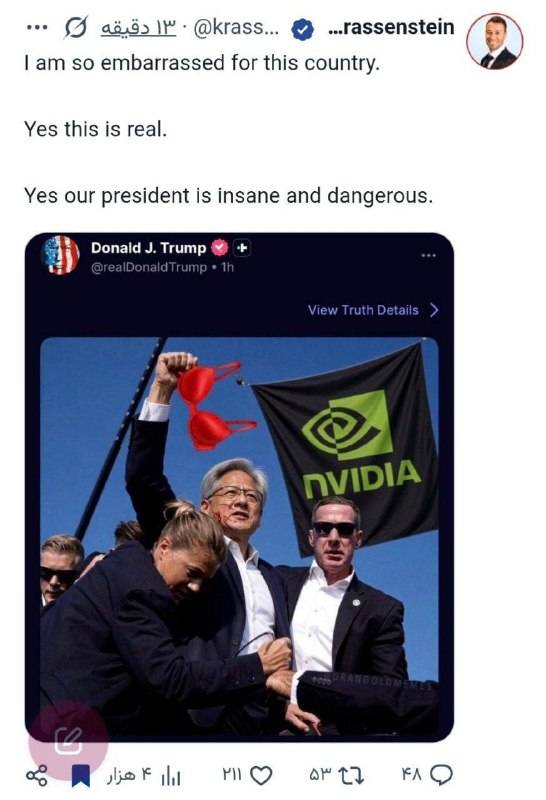 ...rassenstein @krass... · ۱۳ دقیقه
I am so embarrassed for this country.
Yes this is real.
Yes our president is insane and dangerous.
Donald J. Trump
@realDonaldTrump • 1h
View Truth Details
NVIDIA
GRANDOLDMEMES
۴۸ ۵۳ ۲۱۱ ۴ هزار